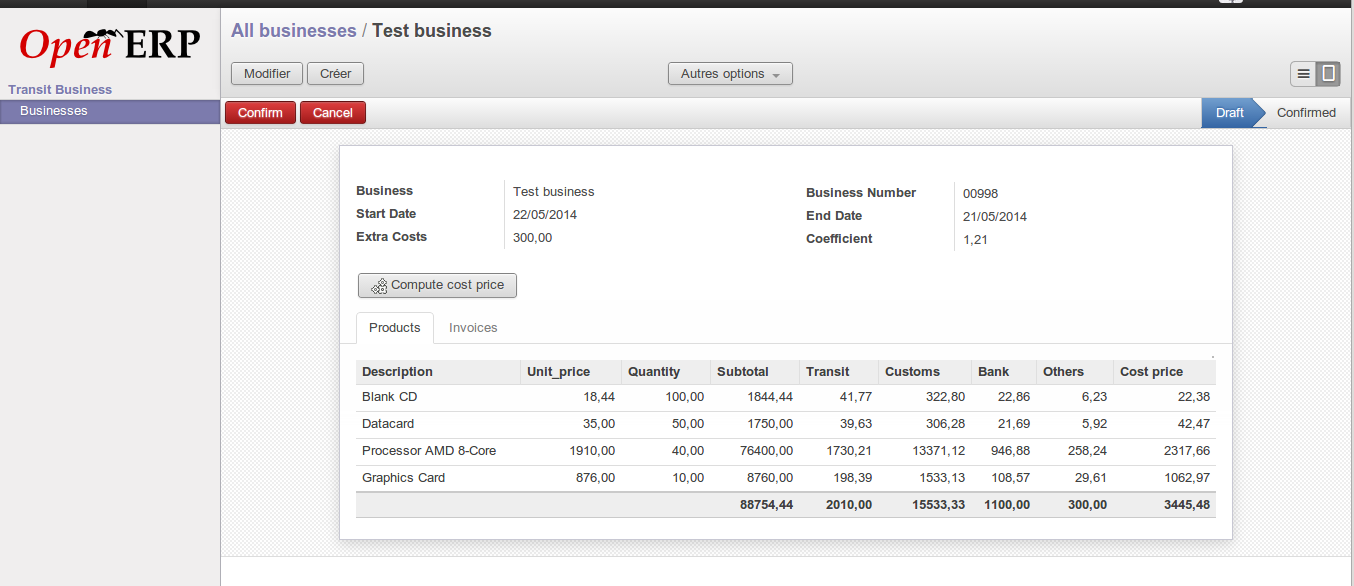 Open ERP
All businesses / Test business
Modifier Créer Autres options
Transit Business
Businesses
Confirm Cancel Draft Confirmed
Business Test business Business Number 00998
Start Date 22/05/2014 End Date 21/05/2014
Extra Costs 300,00 Coefficient 1,21
Compute cost price
Products Invoices
Description Unit_price Quantity Subtotal Transit Customs Bank Others Cost price
Blank CD 18,44 100,00 1844,44 41,77 322,80 22,86 6,23 22,38
Datacard 35,00 50,00 1750,00 39,63 306,28 21,69 5,92 42,47
Processor AMD 8-Core 1910,00 40,00 76400,00 1730,21 13371,12 946,88 258,24 2317,66
Graphics Card 876,00 10,00 8760,00 198,39 1533,13 108,57 29,61 1062,97
88754,44 2010,00 15533,33 1100,00 300,00 3445,48